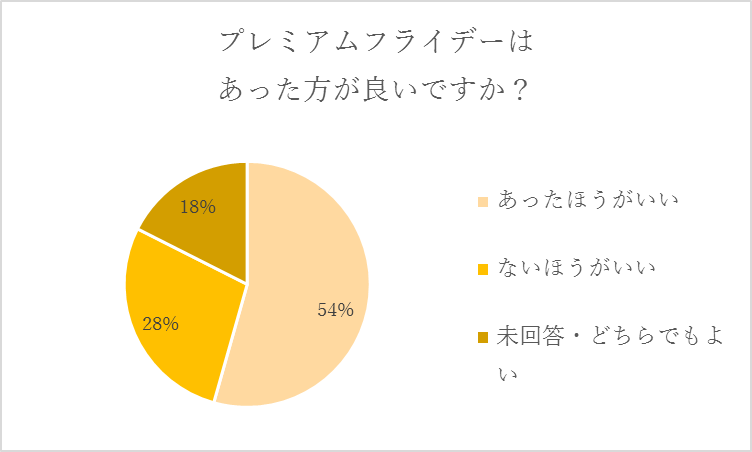 プレミアムフライデーは
あった方が良いですか？
18%
54%
28%
あったほうがいい
ないほうがいい
未回答・どちらでもよ
い